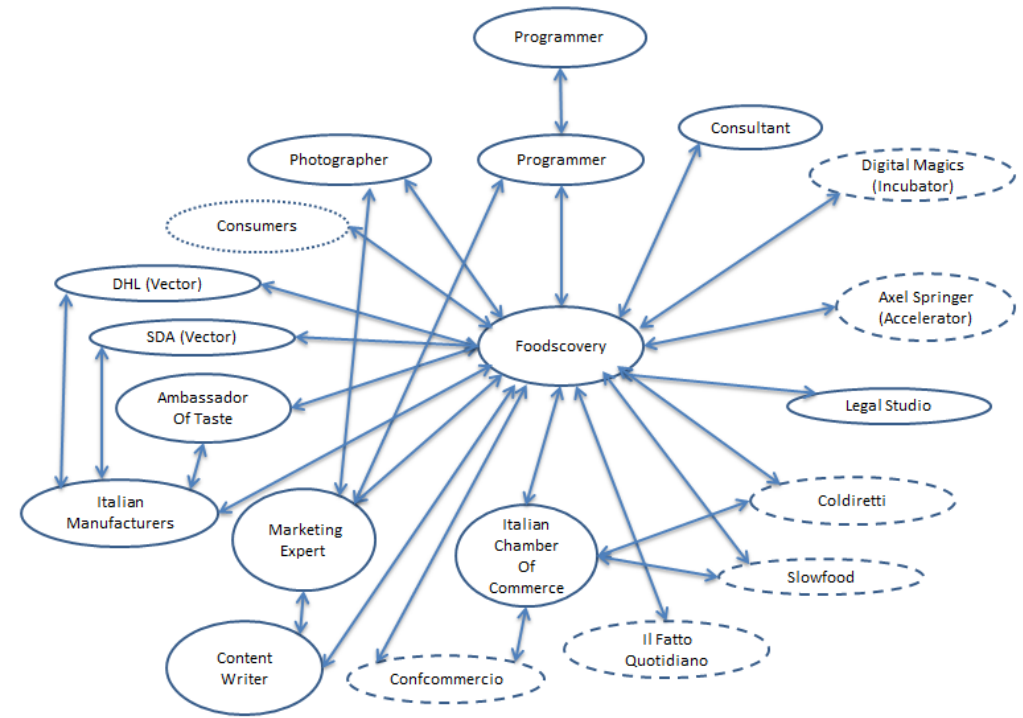 Programmer
Consultant
Photographer
Programmer
Digital Magics
(Incubator)
Consumers
DHL (Vector)
Axel Springer
(Accelerator)
SDA (Vector)
Foodscovery
Ambassador
Of Taste
Legal Studio
Italian
Manufacturers
Coldiretti
Marketing
Expert
Italian
Chamber
Of
Commerce
Slowfood
Il Fatto
Quotidiano
Content
Writer
Confcommercio